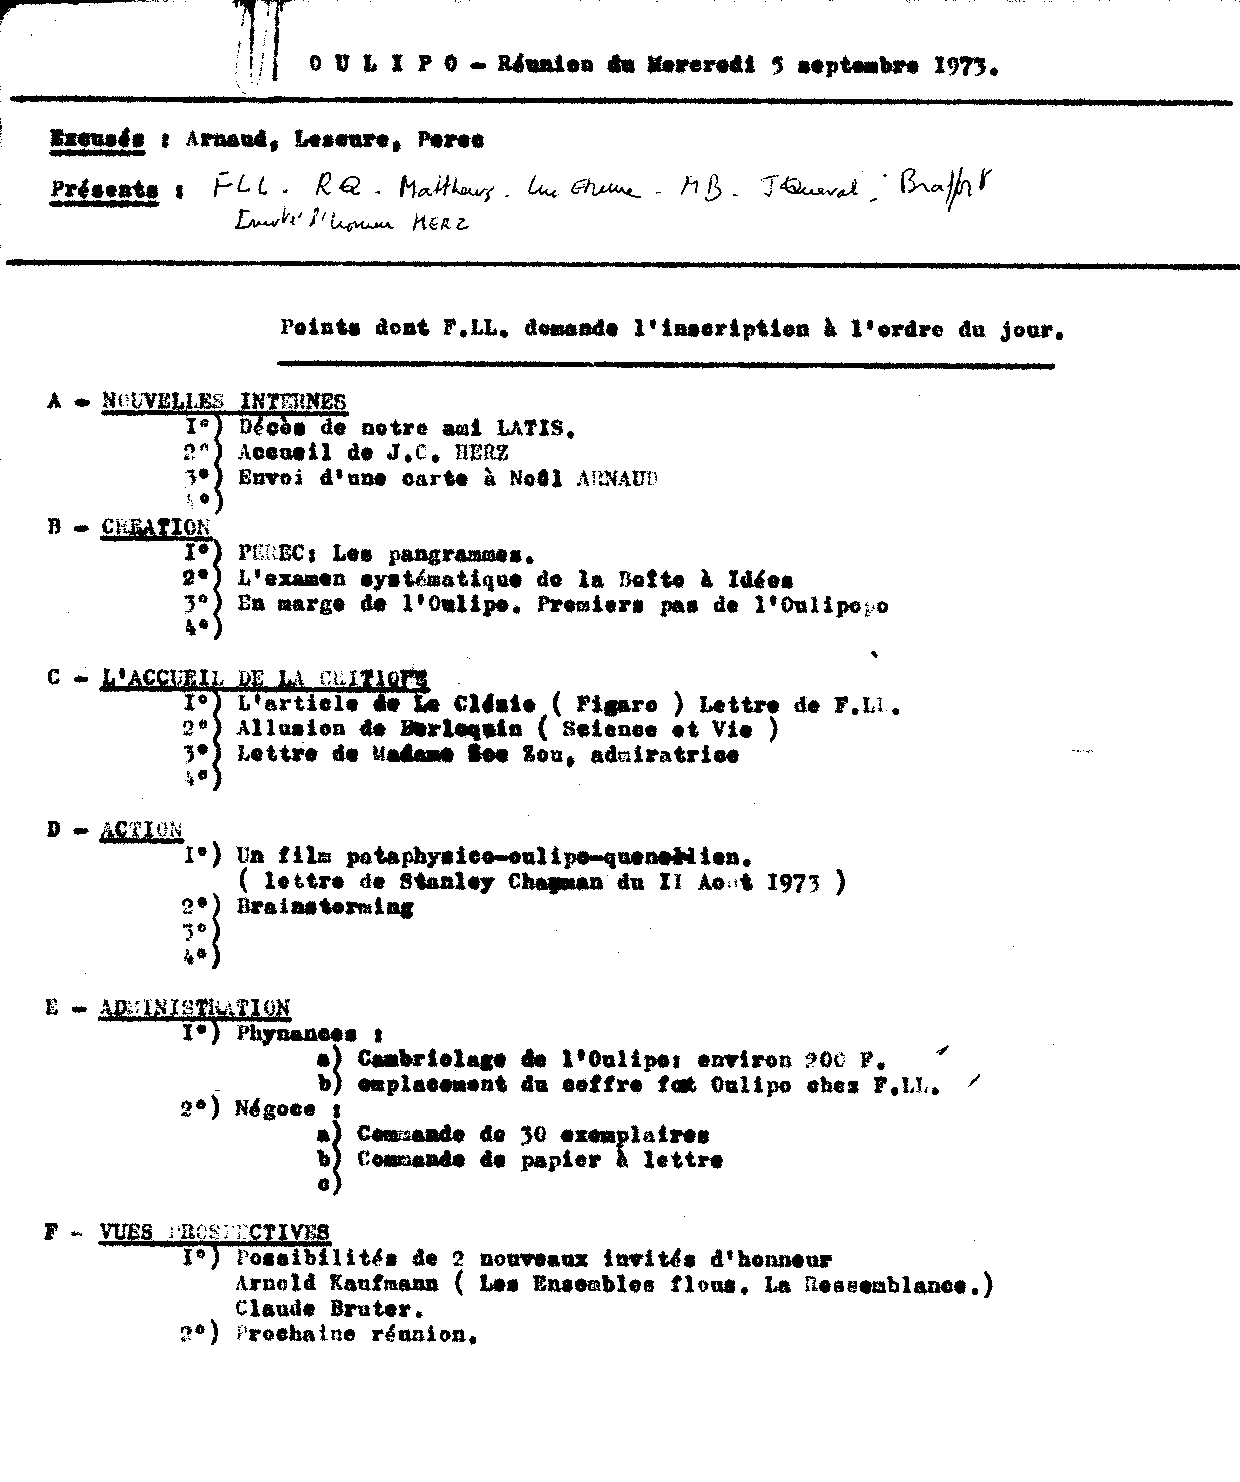 O U L I P O - Réunion du Mercredi 5 septembre 1973.
Excusés : Arnaud, Lescure, Perec
Présents : FLL. RQ. Matthews. Luc Etienne - MB. J Queval. Braffort
Invité d'honneur HERZ
Points dont F.LL. demande l'inscription à l'ordre du jour.
A - NOUVELLES INTERNES
I°) Décès de notre ami LATIS.
2°) Accueil de J.C. HERZ
3°) Envoi d'une carte à Noël ARNAUD
4°)
B - CREATION
I°) PEREC: Les pangrammes.
2°) L'examen systématique de la Boîte à Idées
3°) En marge de l'Oulipo. Premiers pas de l'Oulipopo
4°)
C - L'ACCUEIL DE LA CRITIQUE
I°) L'article de Le Clézio ( Figaro ) Lettre de F.LL.
2°) Allusion de Berloquin ( Science et Vie )
3°) Lettre de Madame Zou, admiratrice
4°)
D - ACTION
I°) Un film pataphysico-oulipo-quenellien.
( lettre de Stanley Chapman du II Aout 1973 )
2°) Brainstorming
3°)
4°)
E - ADMINISTRATION
I°) Phynances :
a) Cambriolage de l'Oulipo: environ 200 F.
b) emplacement du coffre fort Oulipo chez F.LL.
2°) Négoce :
a) Commande de 30 exemplaires
b) Commande de papier à lettre
c)
F - VUES PROSPECTIVES
I°) Possibilités de 2 nouveaux invités d'honneur
Arnold Kaufmann ( Les Ensembles flous. La Ressemblance.)
Claude Bruter.
2°) Prochaine réunion.